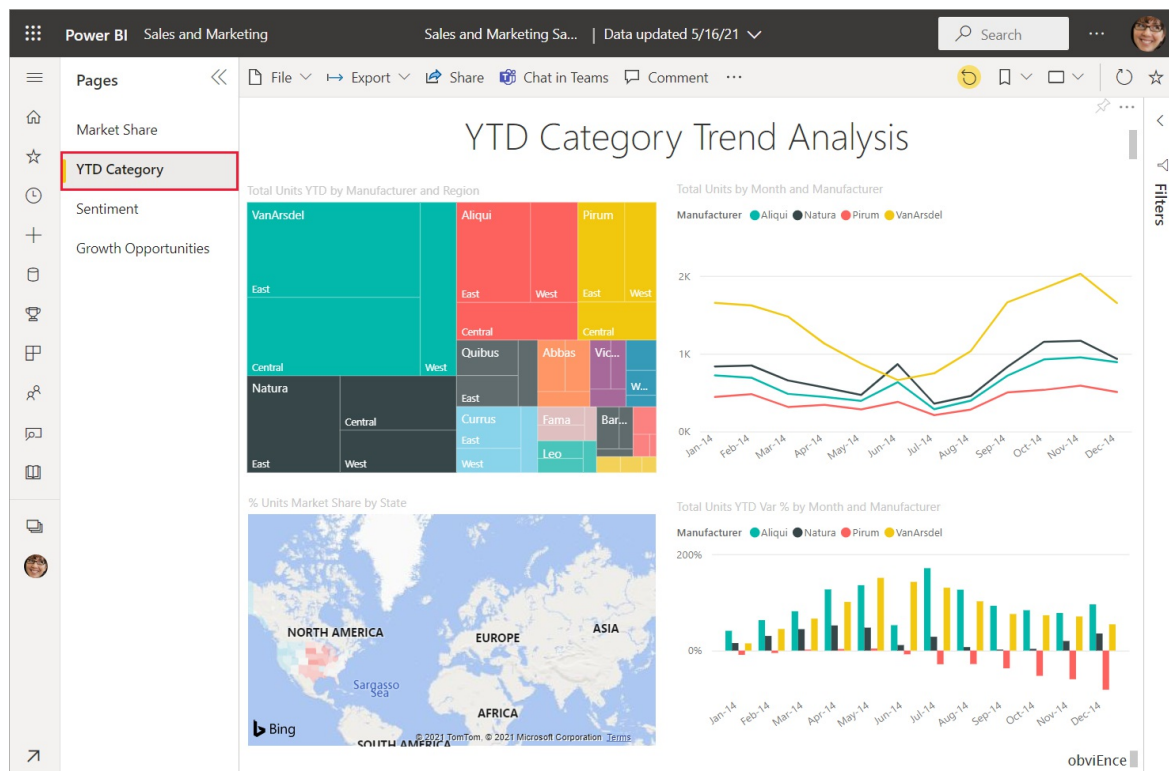 Power BI Sales and Marketing Sales and Marketing Sa... | Data updated 5/16/21 Search ...
Pages
File Export Share Chat in Teams Comment ...
Market Share
YTD Category
Sentiment
Growth Opportunities
Filters
YTD Category Trend Analysis
Total Units YTD by Manufacturer and Region
VanArsdel
East
Central
West
Aliqui
East
West
Central
Pirum
East
West
Central
Natura
East
Central
West
Quibus
East
Abbas
Vic...
W...
Currus
East
West
Fama
Bar...
Leo
Total Units by Month and Manufacturer
Manufacturer Aliqui Natura Pirum VanArsdel
2K
1K
0K
Jan-14 Feb-14 Mar-14 Apr-14 May-14 Jun-14 Jul-14 Aug-14 Sep-14 Oct-14 Nov-14 Dec-14
% Units Market Share by State
NORTH AMERICA
EUROPE
ASIA
Sargasso
Sea
AFRICA
SOUTH AMERICA
Bing
© 2021 TomTom, © 2021 Microsoft Corporation Terms
Total Units YTD Var % by Month and Manufacturer
Manufacturer Aliqui Natura Pirum VanArsdel
200%
0%
Jan-14 Feb-14 Mar-14 Apr-14 May-14 Jun-14 Jul-14 Aug-14 Sep-14 Oct-14 Nov-14 Dec-14
obviEnce